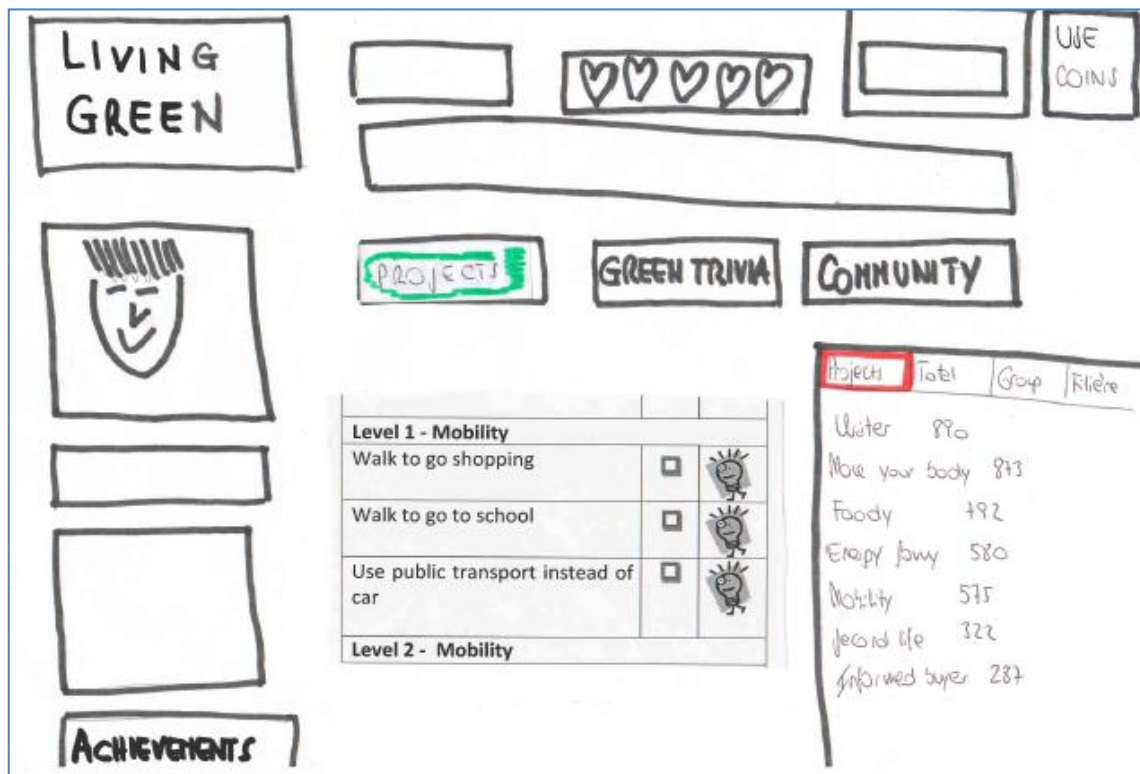 LIVING
GREEN
USE
COINS
PROJECTS
GREEN TRIVIA
COMMUNITY
Level 1 - Mobility
Walk to go shopping
Walk to go to school
Use public transport instead of
car
Level 2 - Mobility
Projects Total Group Filière
Water 890
Move your body 873
Foody 792
Energy 580
Mobility 575
Second life 322
Informed buyer 287
ACHIEVEMENTS